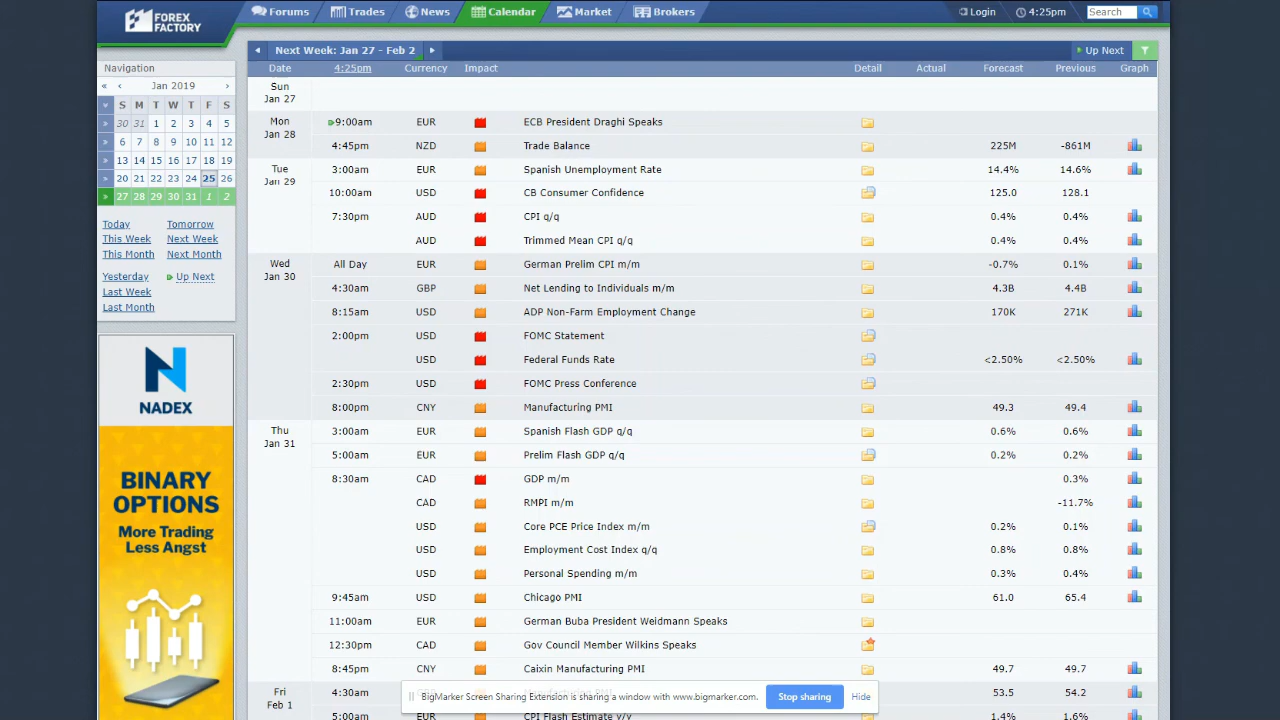 FOREX
FACTORY
Forums
Trades
News
Calendar
Market
Brokers
Login
4:25pm
Search
Next Week: Jan 27 - Feb 2
Up Next
Date 4:25pm Currency Impact Detail Actual Forecast Previous Graph
Navigation
« ‹ Jan 2019 ›
S M T W T F S
30 31 1 2 3 4 5
6 7 8 9 10 11 12
13 14 15 16 17 18 19
20 21 22 23 24 25 26
27 28 29 30 31 1 2
Today Tomorrow
This Week Next Week
This Month Next Month
Yesterday Up Next
Last Week
Last Month
NADEX
BINARY
OPTIONS
More Trading
Less Angst
Sun
Jan 27
Mon
Jan 28
9:00am EUR ECB President Draghi Speaks
4:45pm NZD Trade Balance 225M -861M
Tue
Jan 29
3:00am EUR Spanish Unemployment Rate 14.4% 14.6%
10:00am USD CB Consumer Confidence 125.0 128.1
7:30pm AUD CPI q/q 0.4% 0.4%
AUD Trimmed Mean CPI q/q 0.4% 0.4%
Wed
Jan 30
All Day EUR German Prelim CPI m/m -0.7% 0.1%
4:30am GBP Net Lending to Individuals m/m 4.3B 4.4B
8:15am USD ADP Non-Farm Employment Change 170K 271K
2:00pm USD FOMC Statement
USD Federal Funds Rate <2.50% <2.50%
2:30pm USD FOMC Press Conference
8:00pm CNY Manufacturing PMI 49.3 49.4
Thu
Jan 31
3:00am EUR Spanish Flash GDP q/q 0.6% 0.6%
5:00am EUR Prelim Flash GDP q/q 0.2% 0.2%
8:30am CAD GDP m/m 0.3%
CAD RMPI m/m -11.7%
USD Core PCE Price Index m/m 0.2% 0.1%
USD Employment Cost Index q/q 0.8% 0.8%
USD Personal Spending m/m 0.3% 0.4%
9:45am USD Chicago PMI 61.0 65.4
11:00am EUR German Buba President Weidmann Speaks
12:30pm CAD Gov Council Member Wilkins Speaks
8:45pm CNY Caixin Manufacturing PMI 49.7 49.7
Fri
Feb 1
4:30am 53.5 54.2
5:00am EUR CPI Flash Estimate y/y 1.4% 1.6%
BigMarker Screen Sharing Extension is sharing a window with www.bigmarker.com.
Stop sharing
Hide